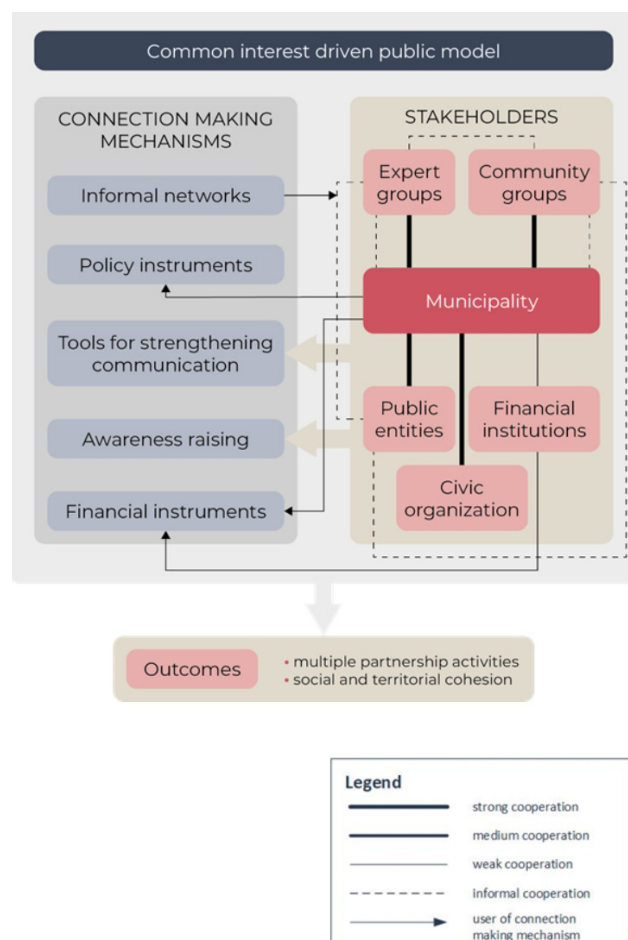 Common interest driven public model
CONNECTION MAKING
MECHANISMS
Informal networks
Policy instruments
Tools for strengthening
communication
Awareness raising
Financial instruments
STAKEHOLDERS
Expert
groups
Community
groups
Municipality
Public
entities
Financial
institutions
Civic
organization
Outcomes
• multiple partnership activities
• social and territorial cohesion
Legend
strong cooperation
medium cooperation
weak cooperation
informal cooperation
user of connection
making mechanism